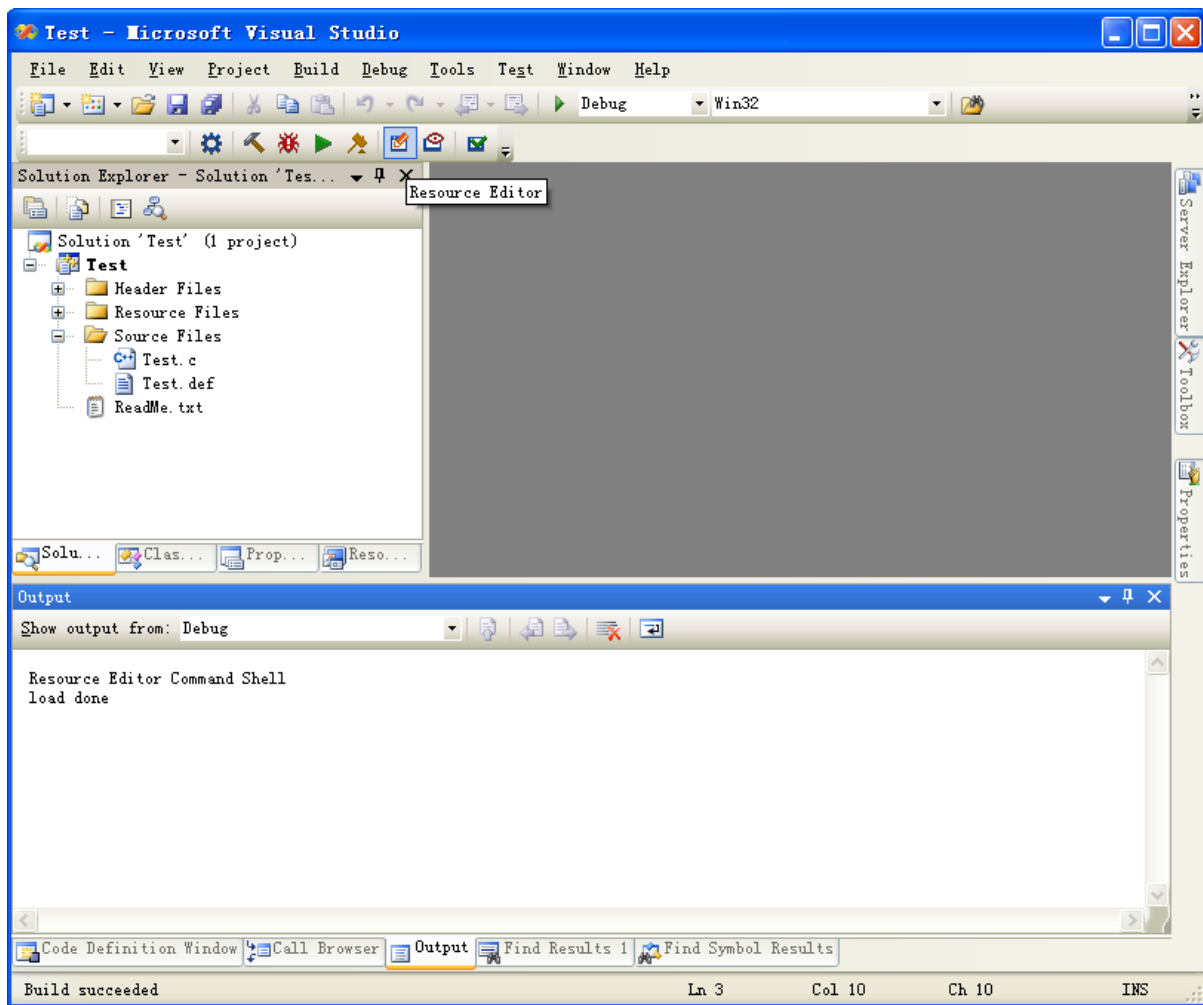 Test - Microsoft Visual Studio
File Edit View Project Build Debug Tools Test Window Help
Debug Win32
Solution Explorer - Solution 'Tes...
Resource Editor
Solution 'Test' (1 project)
Test
Header Files
Resource Files
Source Files
C++ Test.c
Test.def
ReadMe.txt
Solu... Clas... Prop... Reso...
Server Explorer
Toolbox
Properties
Output
Show output from: Debug
Resource Editor Command Shell
load done
Code Definition Window Call Browser Output Find Results 1 Find Symbol Results
Build succeeded Ln 3 Col 10 Ch 10 INS